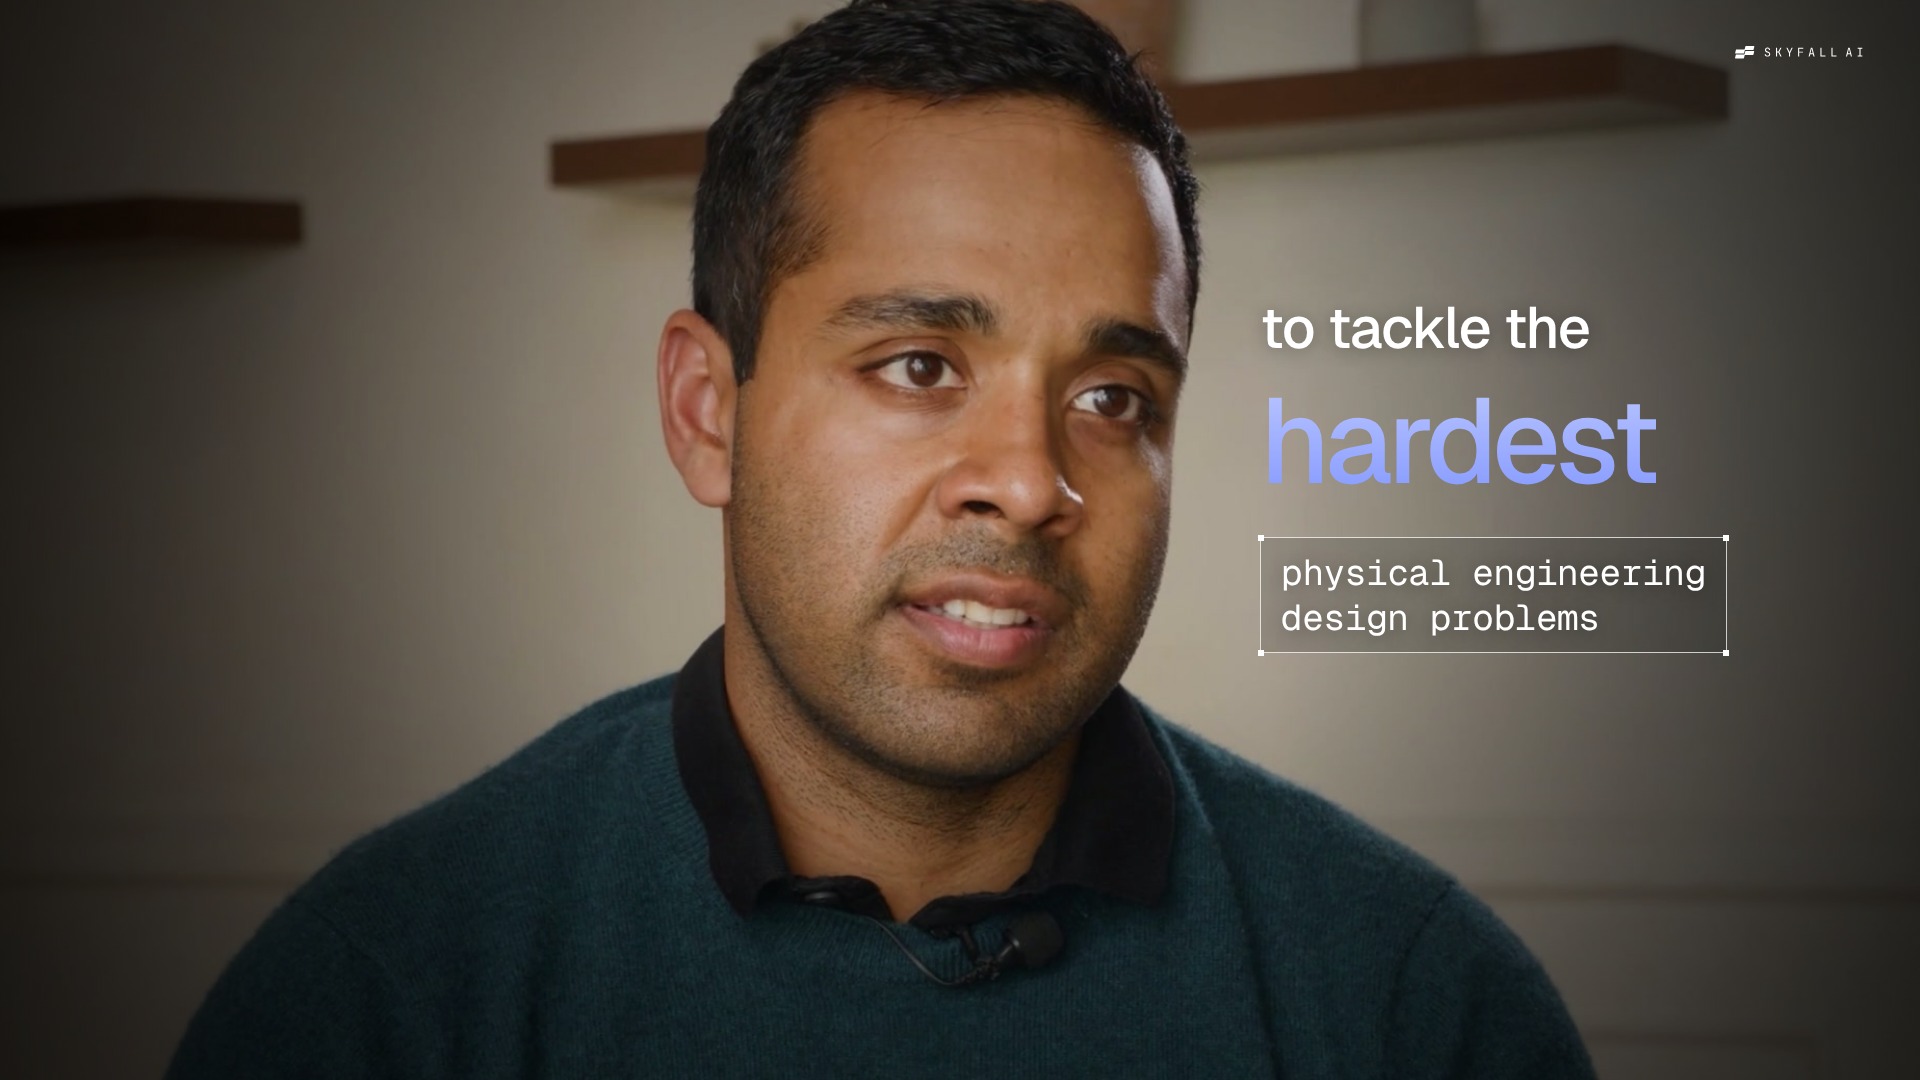 SKYFALL AI
to tackle the
hardest
physical engineering
design problems